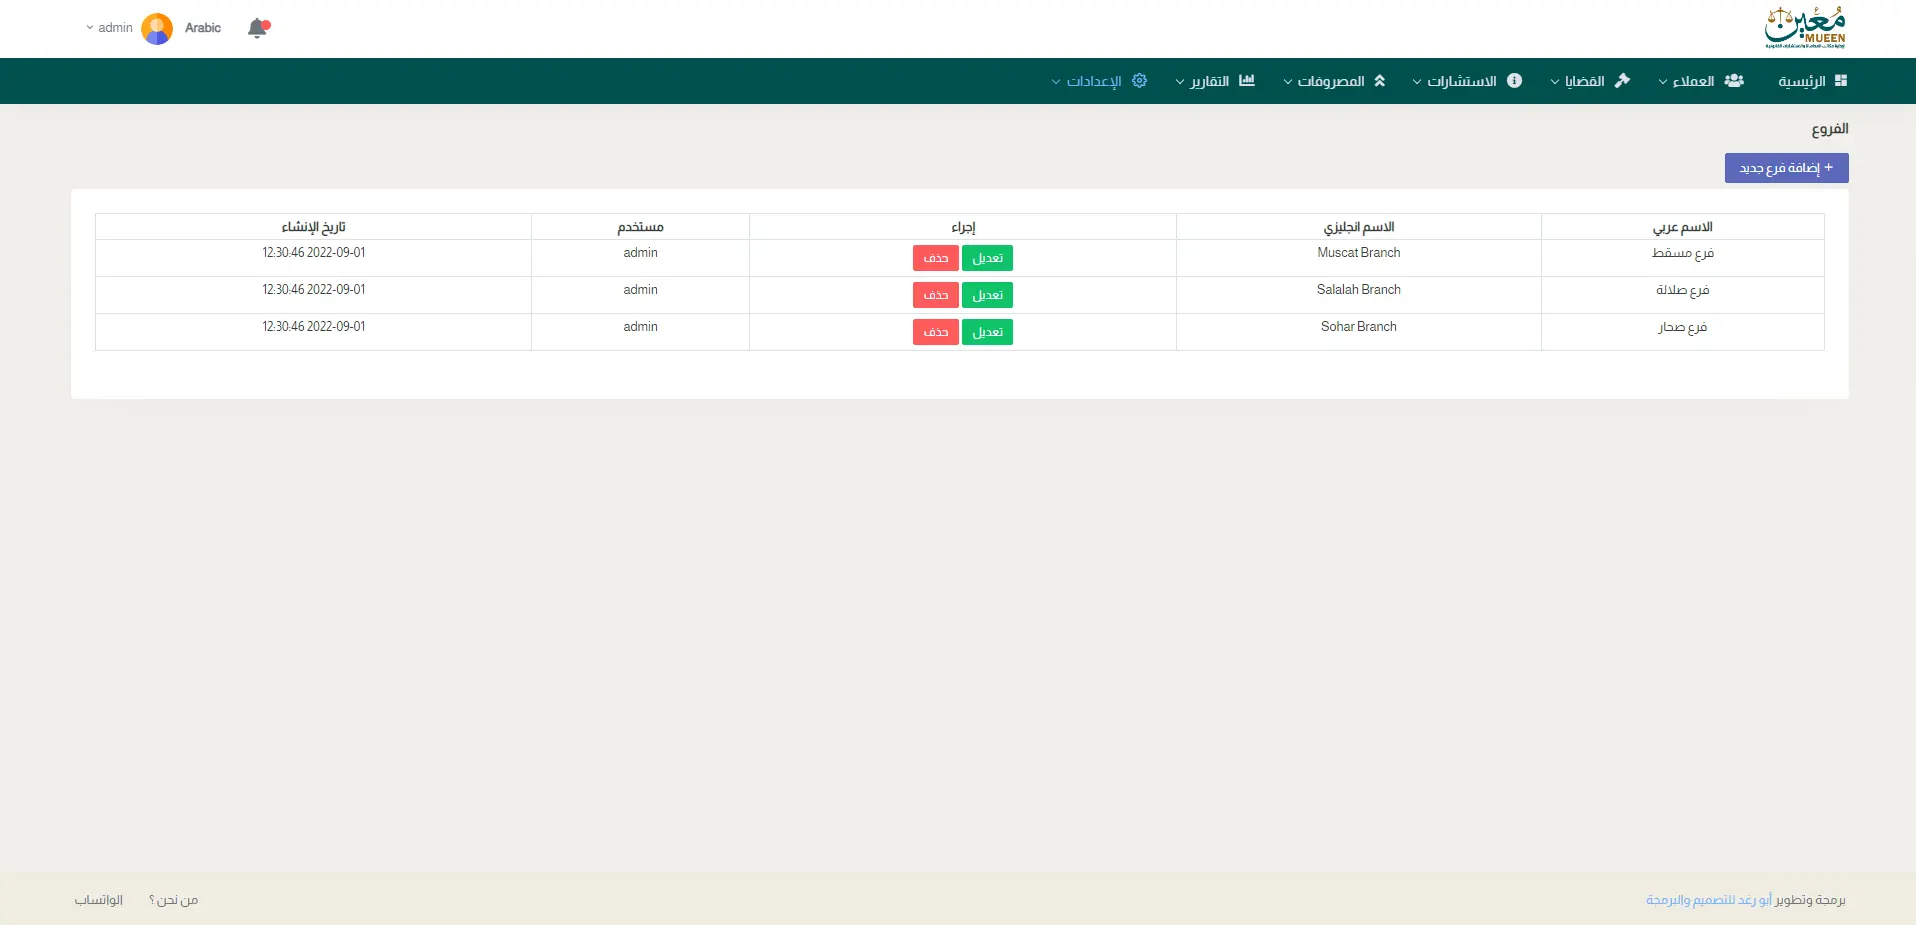 مُعين
MUEEN
Arabic
admin
الرئيسية
العملاء
القضايا
الاستشارات
المصروفات
التقارير
الإعدادات
الفروع
+ إضافة فرع جديد
الاسم عربي الاسم انجليزي إجراء مستخدم تاريخ الإنشاء
فرع مسقط Muscat Branch تعديل حذف admin 2022-09-01 12:30:46
فرع صلالة Salalah Branch تعديل حذف admin 2022-09-01 12:30:46
فرع صحار Sohar Branch تعديل حذف admin 2022-09-01 12:30:46
برمجة وتطوير أبو رغد للتصميم والبرمجة
من نحن ؟
الواتساب